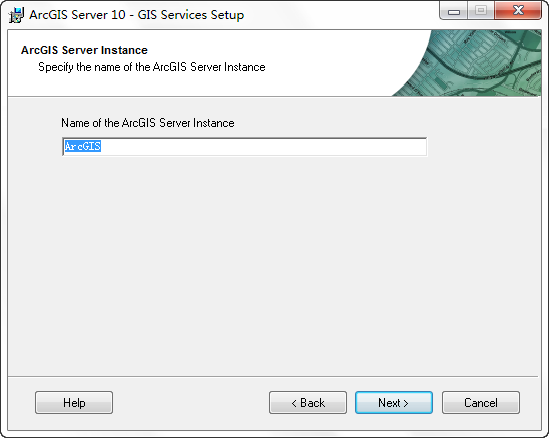 ArcGIS Server 10 - GIS Services Setup
ArcGIS Server Instance
Specify the name of the ArcGIS Server Instance
Name of the ArcGIS Server Instance
ArcGIS
Help
< Back
Next >
Cancel